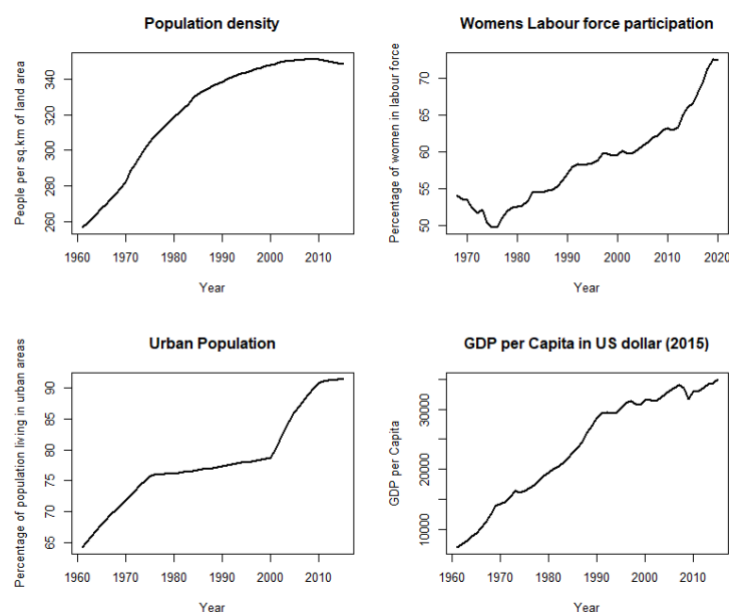 Population density
People per sq.km of land area
340
320
300
280
260
1960 1970 1980 1990 2000 2010
Year
Womens Labour force participation
Percentage of women in labour force
70
65
60
55
50
1970 1980 1990 2000 2010 2020
Year
Urban Population
Percentage of population living in urban areas
90
85
80
75
70
65
1960 1970 1980 1990 2000 2010
Year
GDP per Capita in US dollar (2015)
GDP per Capita
30000
20000
10000
1960 1970 1980 1990 2000 2010
Year